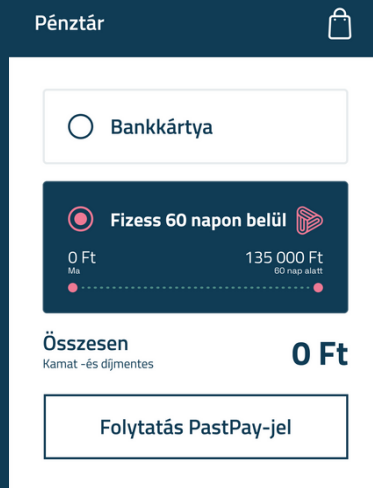 Pénztár
Bankkártya
Fizess 60 napon belül
0 Ft 135 000 Ft
Ma 60 nap alatt
Összesen
Kamat -és díjmentes
0 Ft
Folytatás PastPay-jel